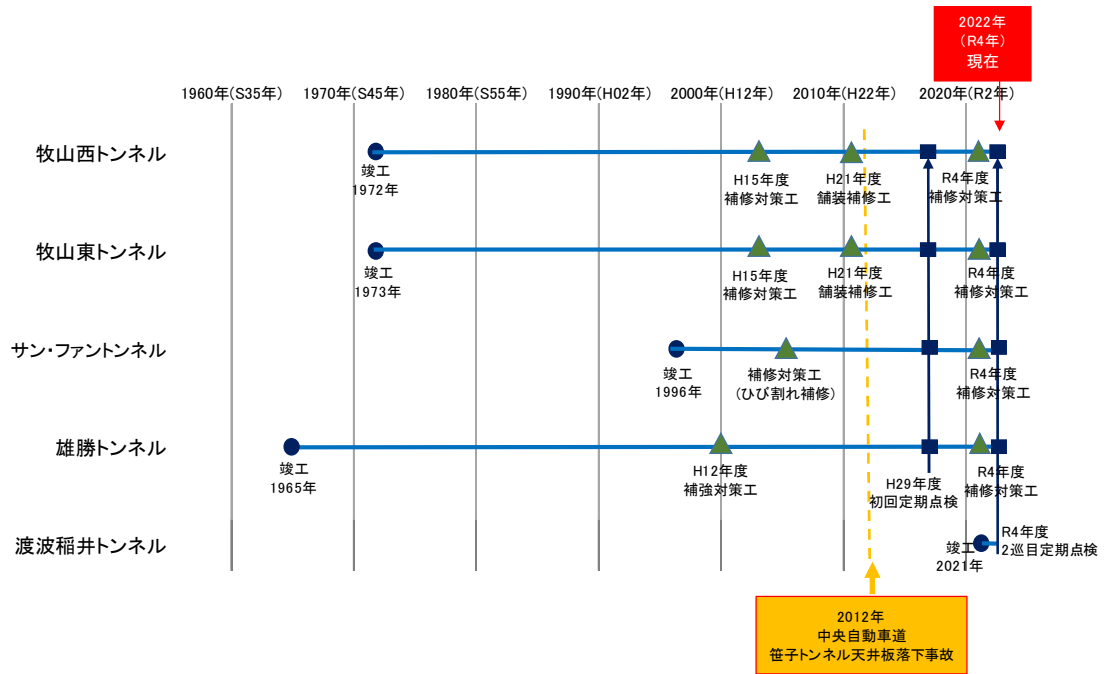 2022年
(R4年)
現在
1960年(S35年)
1970年(S45年)
1980年(S55年)
1990年(H02年)
2000年(H12年)
2010年(H22年)
2020年(R2年)
牧山西トンネル
竣工
1972年
H15年度
補修対策工
H21年度
舗装補修工
R4年度
補修対策工
牧山東トンネル
竣工
1973年
H15年度
補修対策工
H21年度
舗装補修工
R4年度
補修対策工
サン・ファントンネル
竣工
1996年
補修対策工
(ひび割れ補修)
R4年度
補修対策工
雄勝トンネル
竣工
1965年
H12年度
補強対策工
H29年度
初回定期点検
R4年度
補修対策工
渡波稲井トンネル
竣工
2021年
R4年度
2巡目定期点検
2012年
中央自動車道
笹子トンネル天井板落下事故